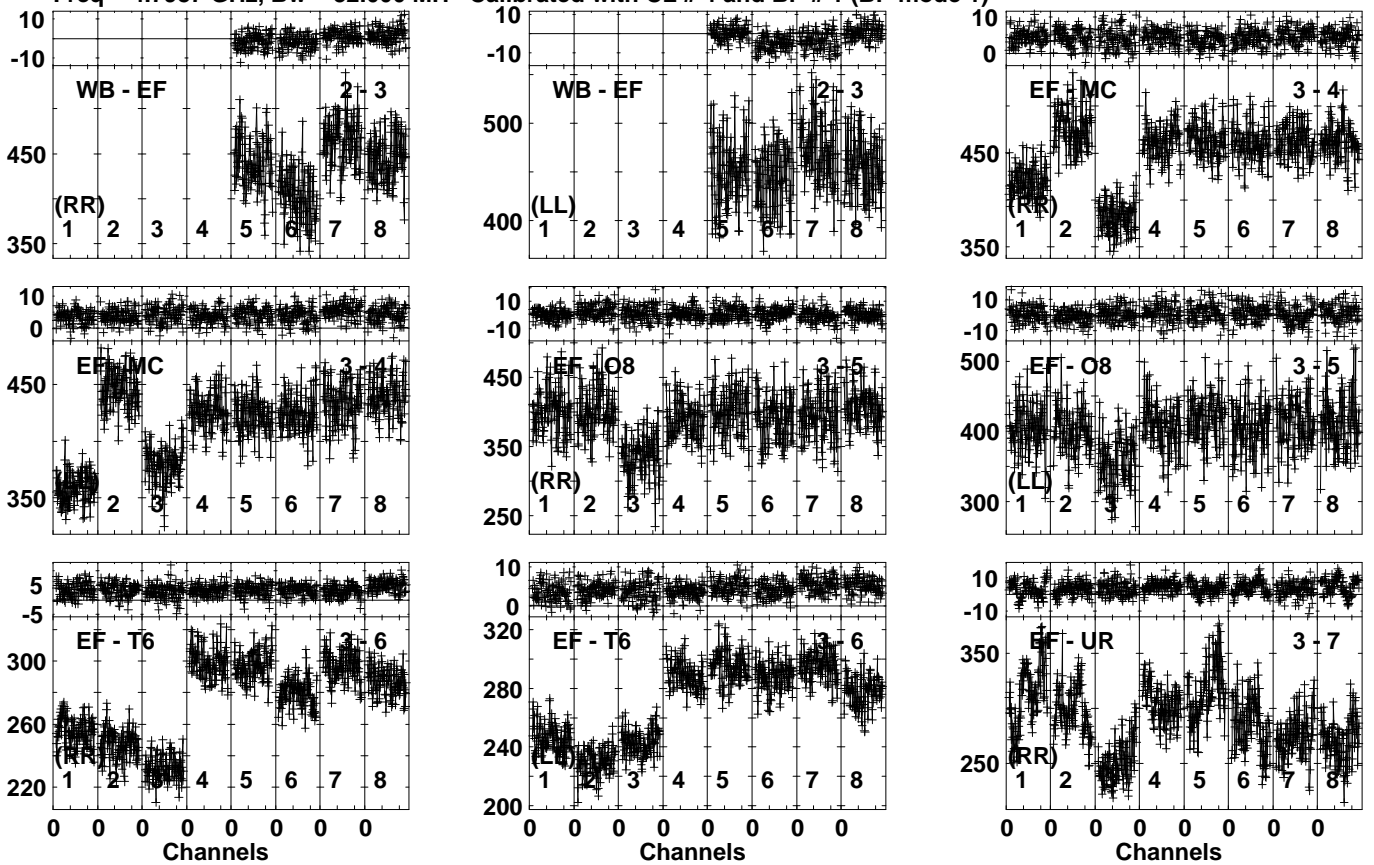 10
-10
WB - EF 2 - 3
450
350
(RR)
1 2 3 4 5 6 7 8
10
-10
WB - EF 2 - 3
500
400
(LL)
1 2 3 4 5 6 7 8
10
0
EF - MC 3 - 4
450
350
(RR)
1 2 3 4 5 6 7 8
10
0
EF - MC 3 - 4
450
350
1 2 3 4 5 6 7 8
10
-10
EF - O8 3 - 5
450
350
250
(RR)
1 2 3 4 5 6 7 8
10
-10
EF - O8 3 - 5
500
400
300
(LL)
1 2 3 4 5 6 7 8
5
-5
EF - T6 3 - 6
300
260
220
(RR)
1 2 3 4 5 6 7 8
0 0 0 0 0 0 0 0
Channels
10
0
EF - T6 3 - 6
320
280
240
200
(LL)
1 2 3 4 5 6 7 8
0 0 0 0 0 0 0 0
Channels
10
-10
EF - UR 3 - 7
350
250
(RR)
1 2 3 4 5 6 7 8
0 0 0 0 0 0 0 0
Channels